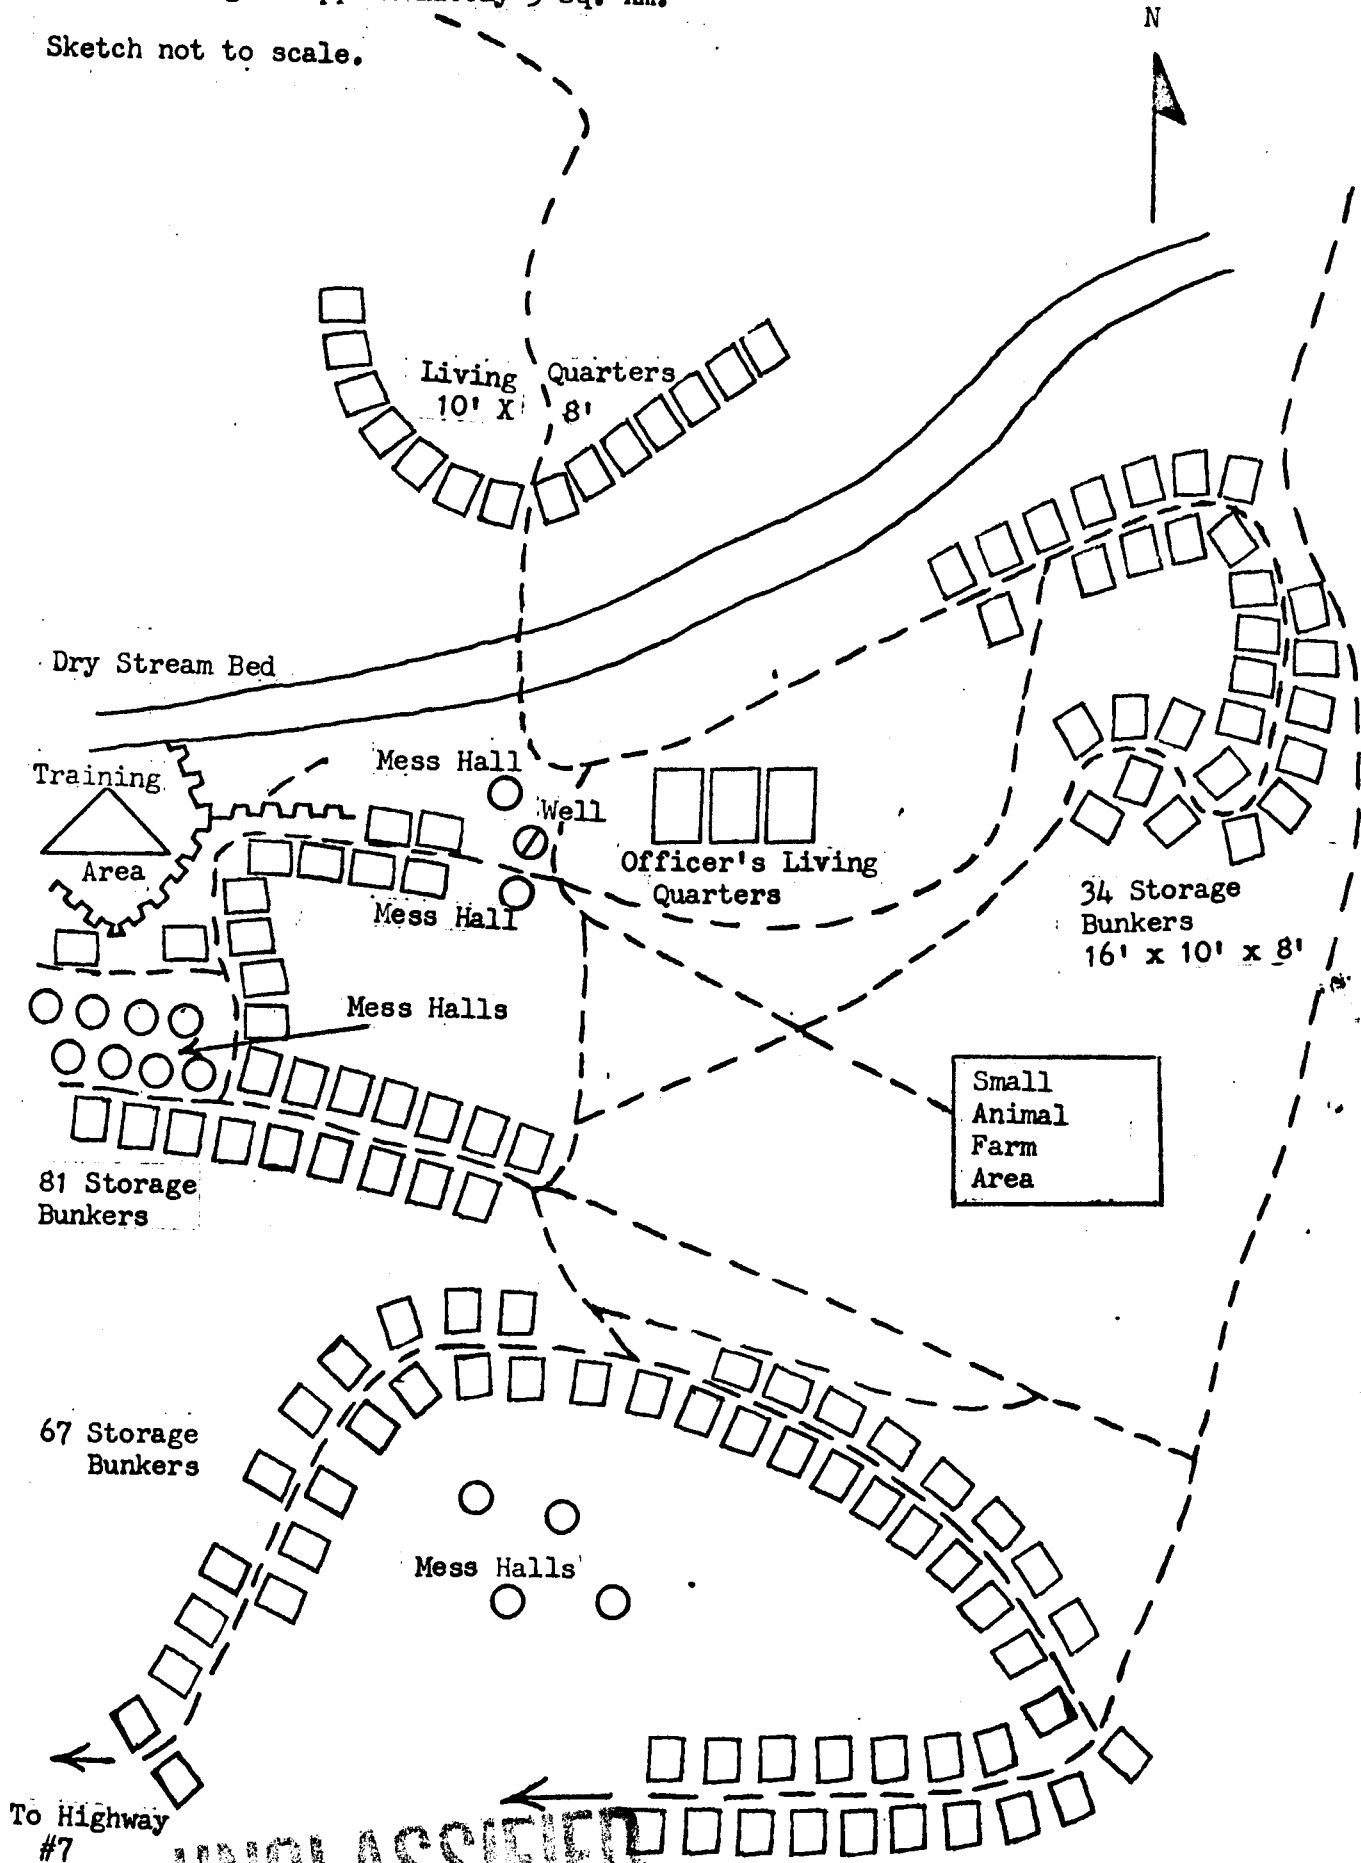 Sketch not to scale.
N
Living Quarters
10' X 8'
Dry Stream Bed
Training
Area
Mess Hall
Well
Officer's Living
Quarters
Mess Hall
34 Storage
Bunkers
16' x 10' x 8'
Mess Halls
Small
Animal
Farm
Area
81 Storage
Bunkers
67 Storage
Bunkers
Mess Halls
To Highway
#7
UNCLASSIFIED